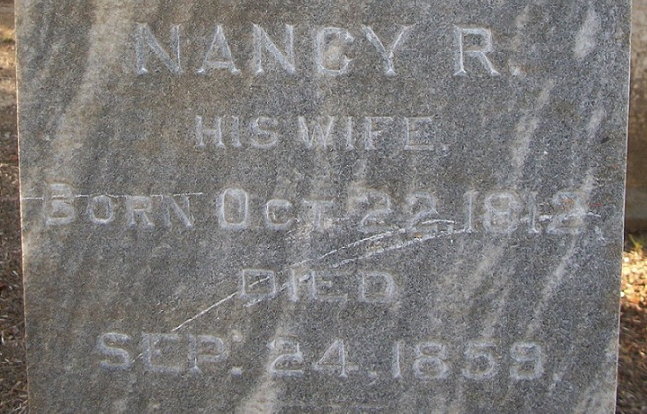 NANCY R.
HIS WIFE.
BORN OCT. 22, 1812,
DIED
SEP. 24, 1859,